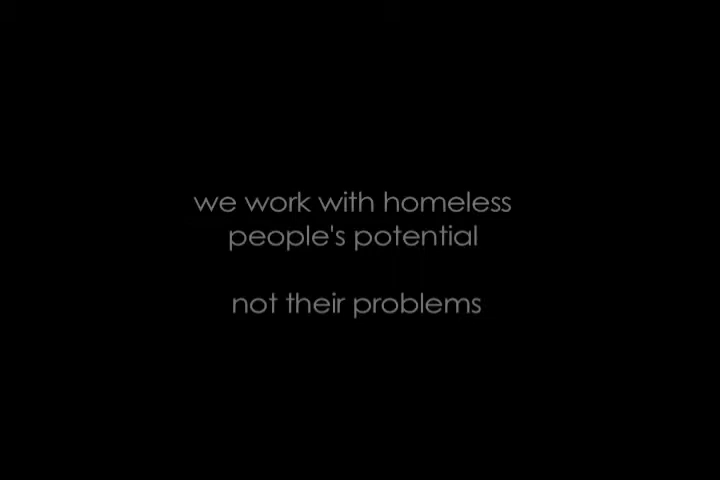 we work with homeless
people's potential
not their problems